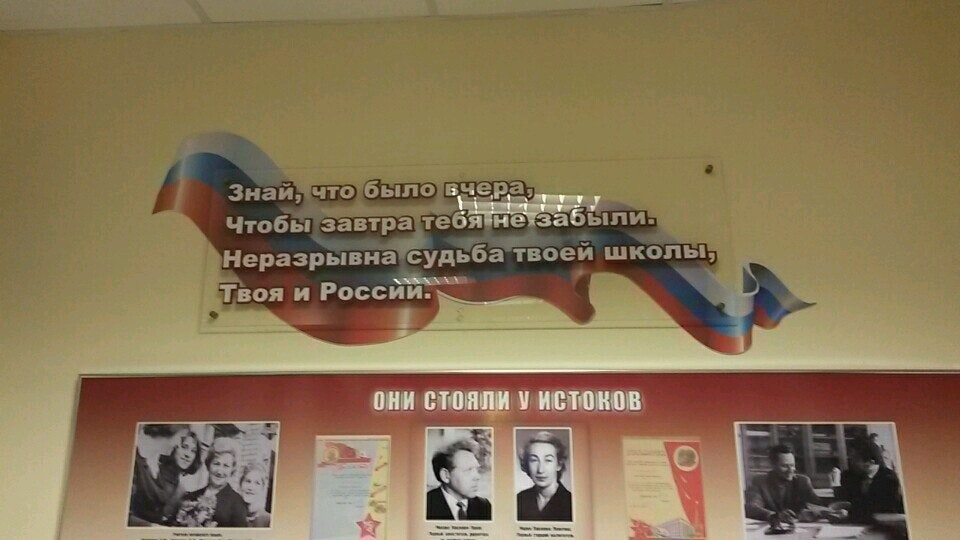 Знай, что было вчера,
Чтобы завтра тебя не забыли.
Неразрывна судьба твоей школы,
Твоя и России.
ОНИ СТОЯЛИ У ИСТОКОВ